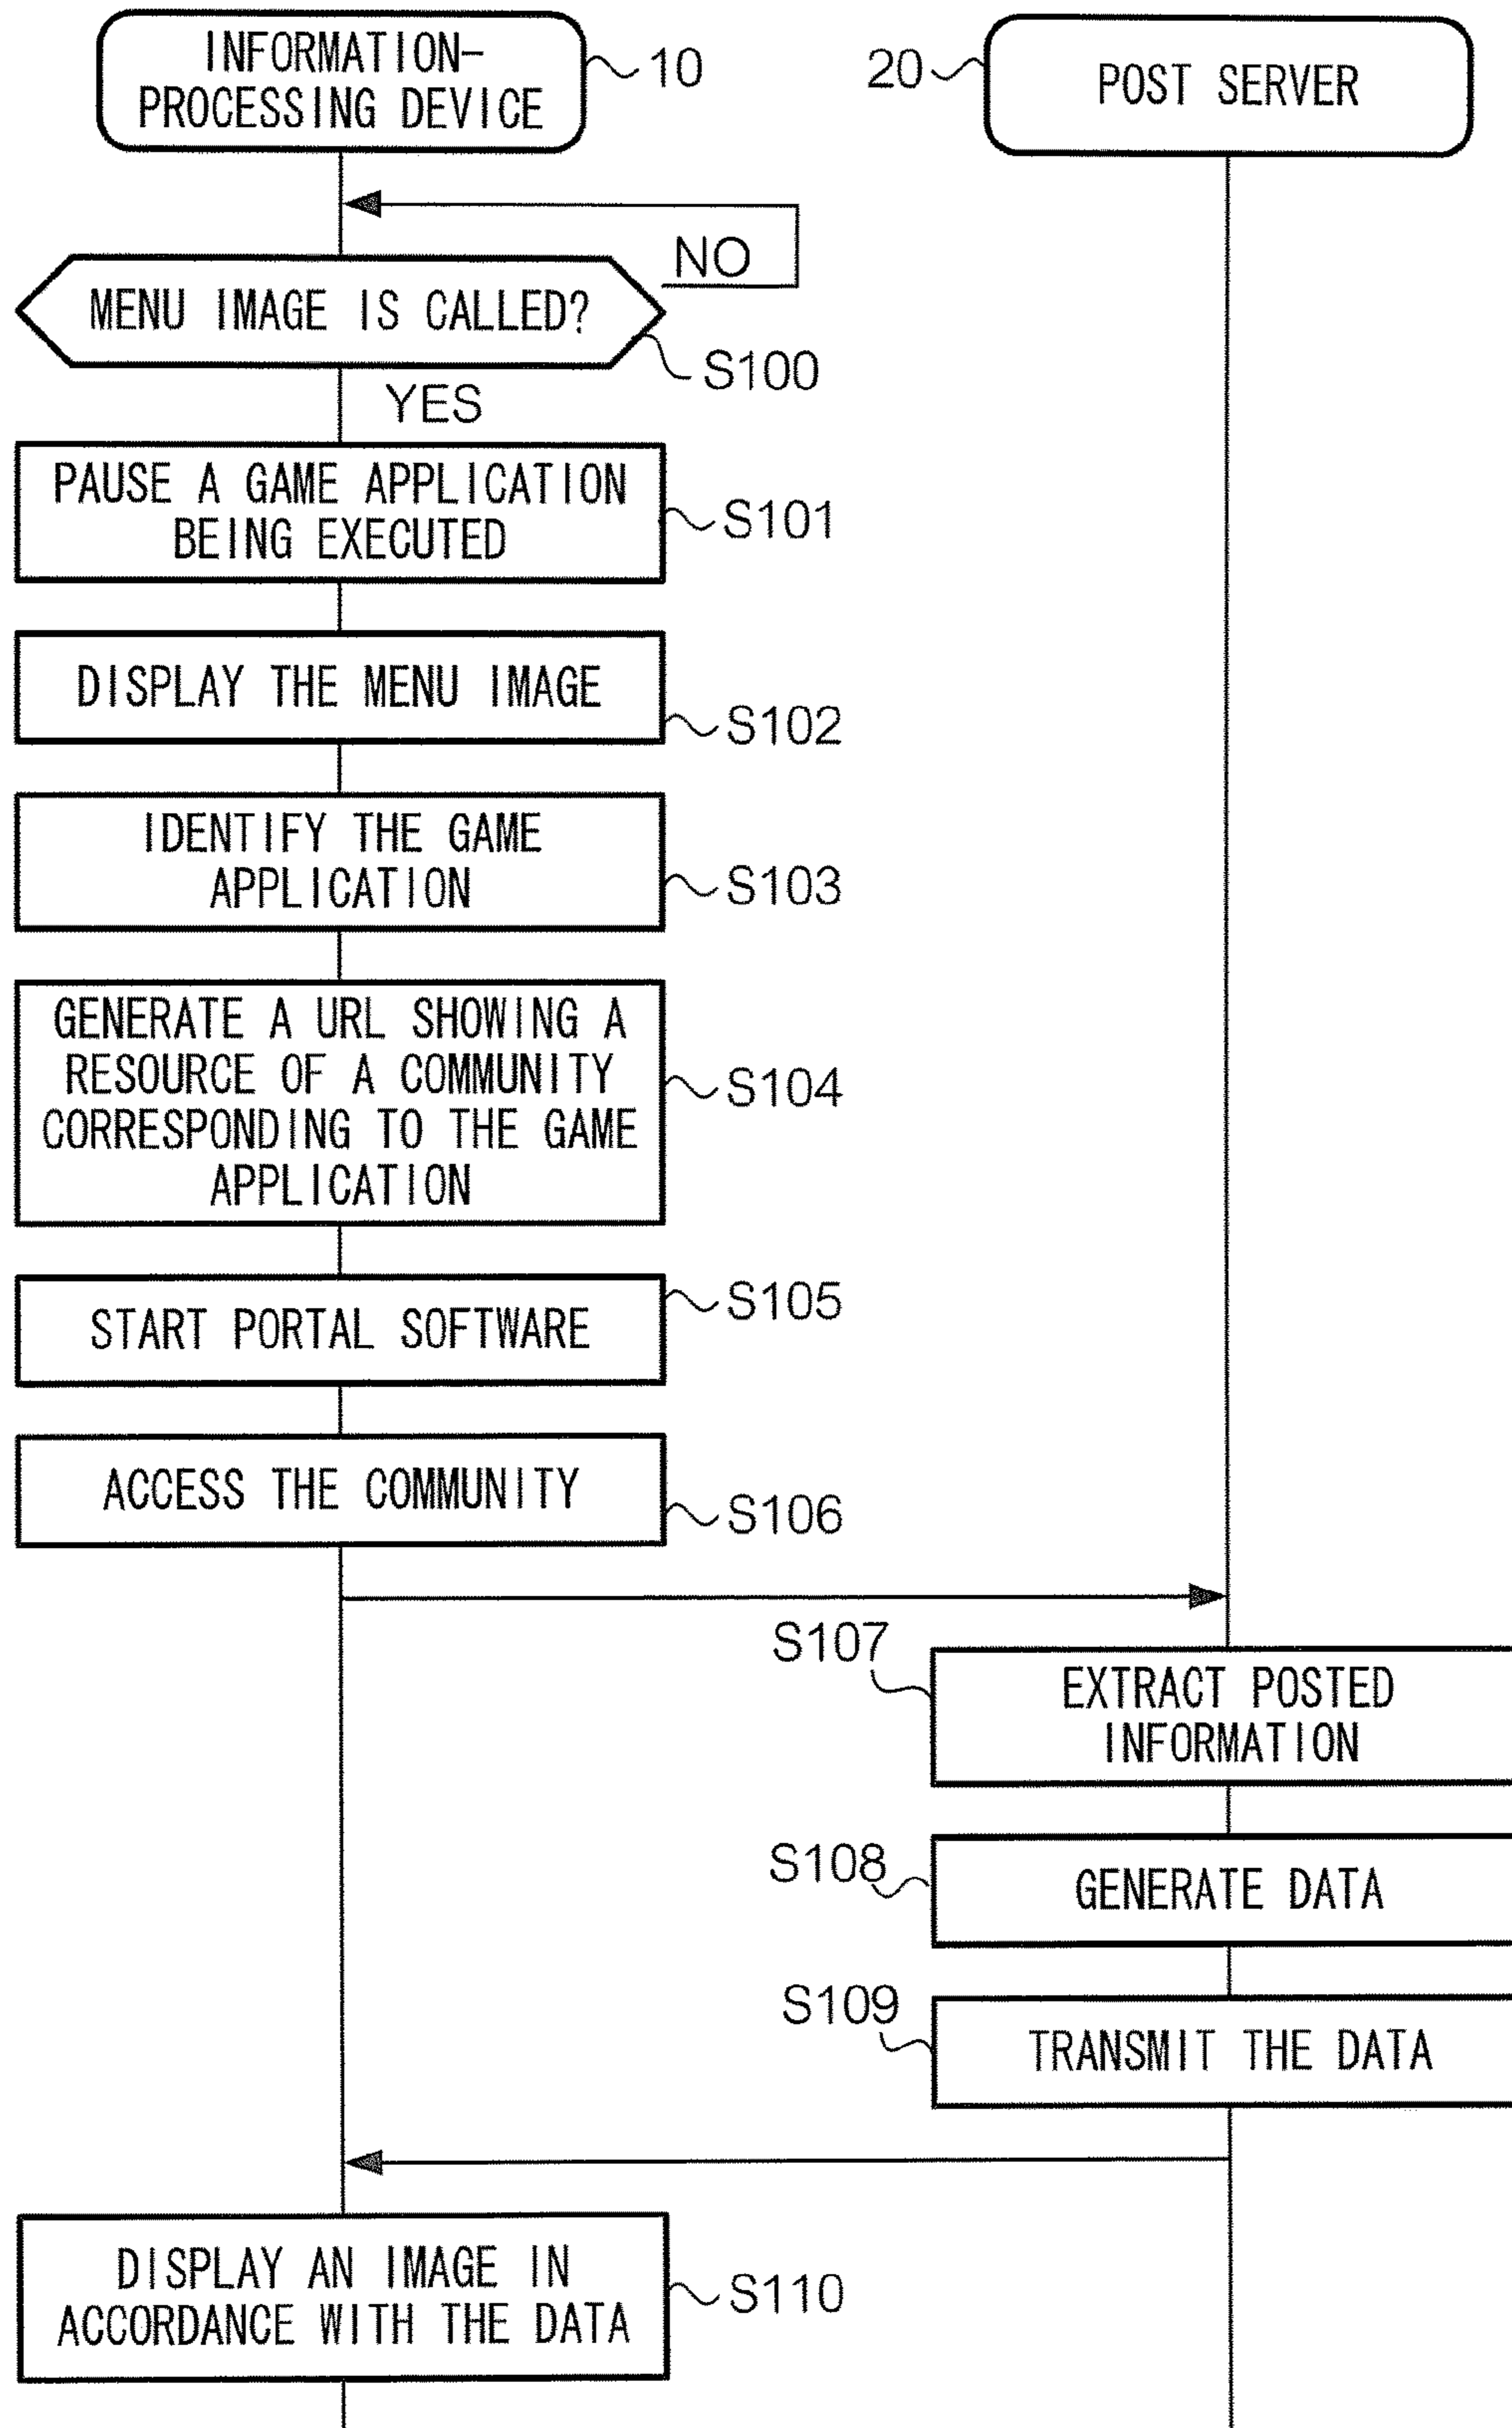 INFORMATION-
PROCESSING DEVICE
10
20
POST SERVER
NO
MENU IMAGE IS CALLED?
S100
YES
PAUSE A GAME APPLICATION
BEING EXECUTED
S101
DISPLAY THE MENU IMAGE
S102
IDENTIFY THE GAME
APPLICATION
S103
GENERATE A URL SHOWING A
RESOURCE OF A COMMUNITY
CORRESPONDING TO THE GAME
APPLICATION
S104
START PORTAL SOFTWARE
S105
ACCESS THE COMMUNITY
S106
S107
EXTRACT POSTED
INFORMATION
S108
GENERATE DATA
S109
TRANSMIT THE DATA
DISPLAY AN IMAGE IN
ACCORDANCE WITH THE DATA
S110